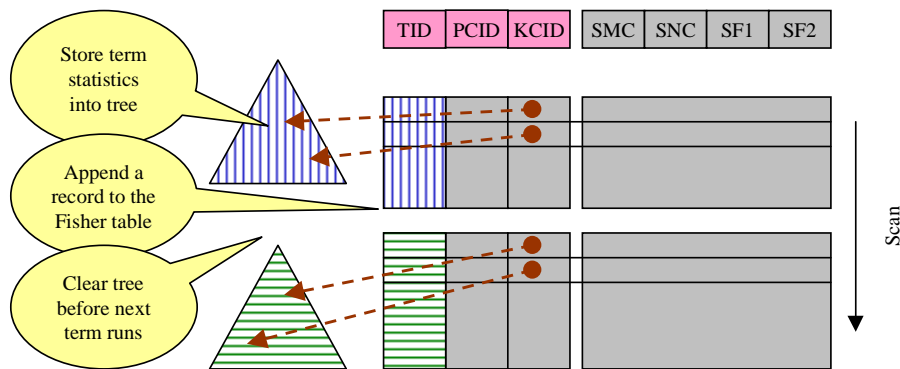 TID PCID KCID SMC SNC SF1 SF2
Store term
statistics
into tree
Append a
record to the
Fisher table
Clear tree
before next
term runs
Scan